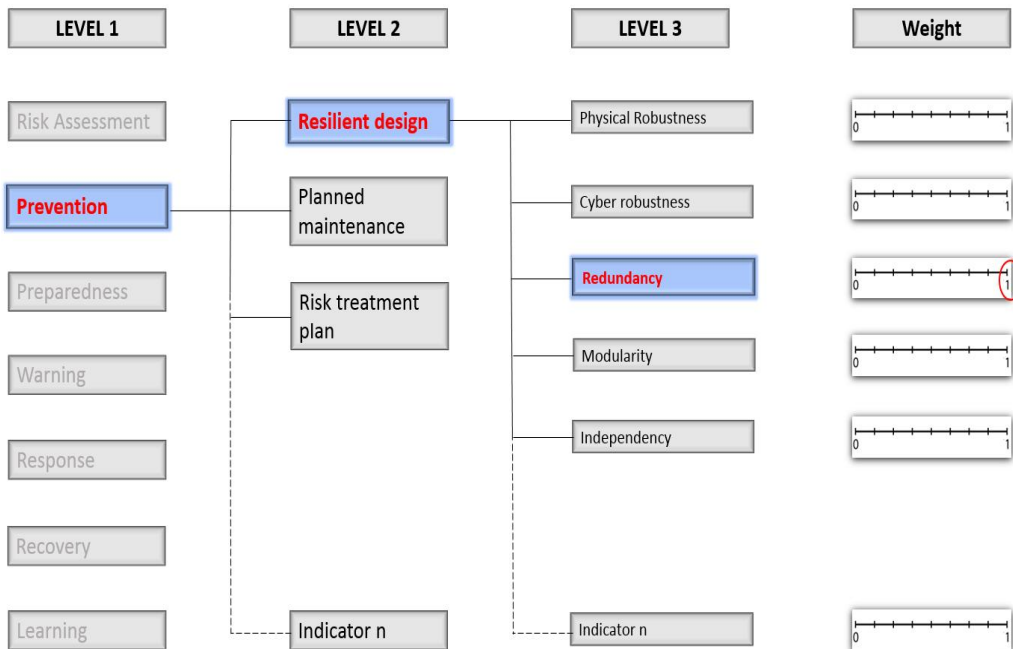 LEVEL 1
LEVEL 2
LEVEL 3
Weight
Risk Assessment
Resilient design
Physical Robustness
0 1
Prevention
Planned
maintenance
Cyber robustness
0 1
Preparedness
Risk treatment
plan
Redundancy
0 1
Warning
Modularity
0 1
Response
Independency
0 1
Recovery
Learning
Indicator n
Indicator n
0 1